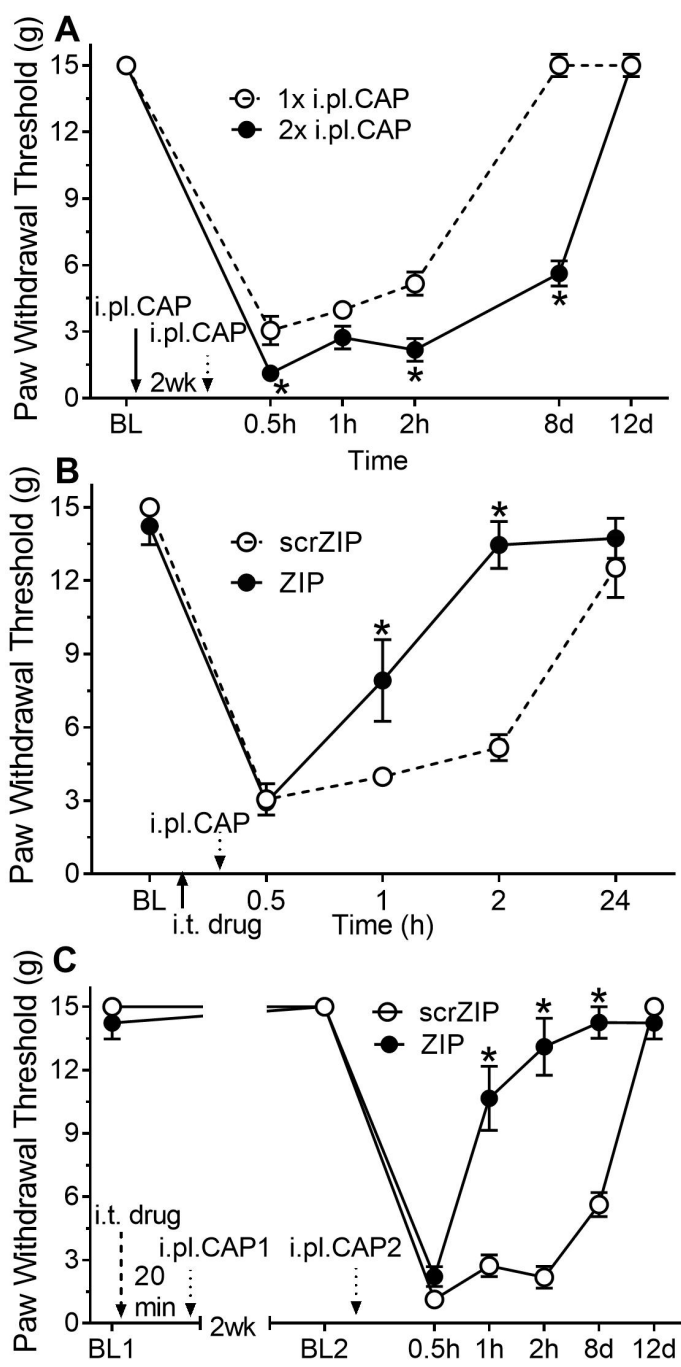 A
Paw Withdrawal Threshold (g)
15
12
9
6
3
0
1x i.pl.CAP
2x i.pl.CAP
i.pl.CAP
i.pl.CAP
2wk
*
*
*
BL 0.5h 1h 2h 8d 12d
Time
B
Paw Withdrawal Threshold (g)
15
12
9
6
3
0
scrZIP
ZIP
*
*
i.pl.CAP
BL 0.5 1 2 24
i.t. drug
Time (h)
C
Paw Withdrawal Threshold (g)
15
12
9
6
3
0
scrZIP
ZIP
*
*
*
i.t. drug
20
min
i.pl.CAP1
i.pl.CAP2
2wk
BL1 BL2 0.5h 1h 2h 8d 12d